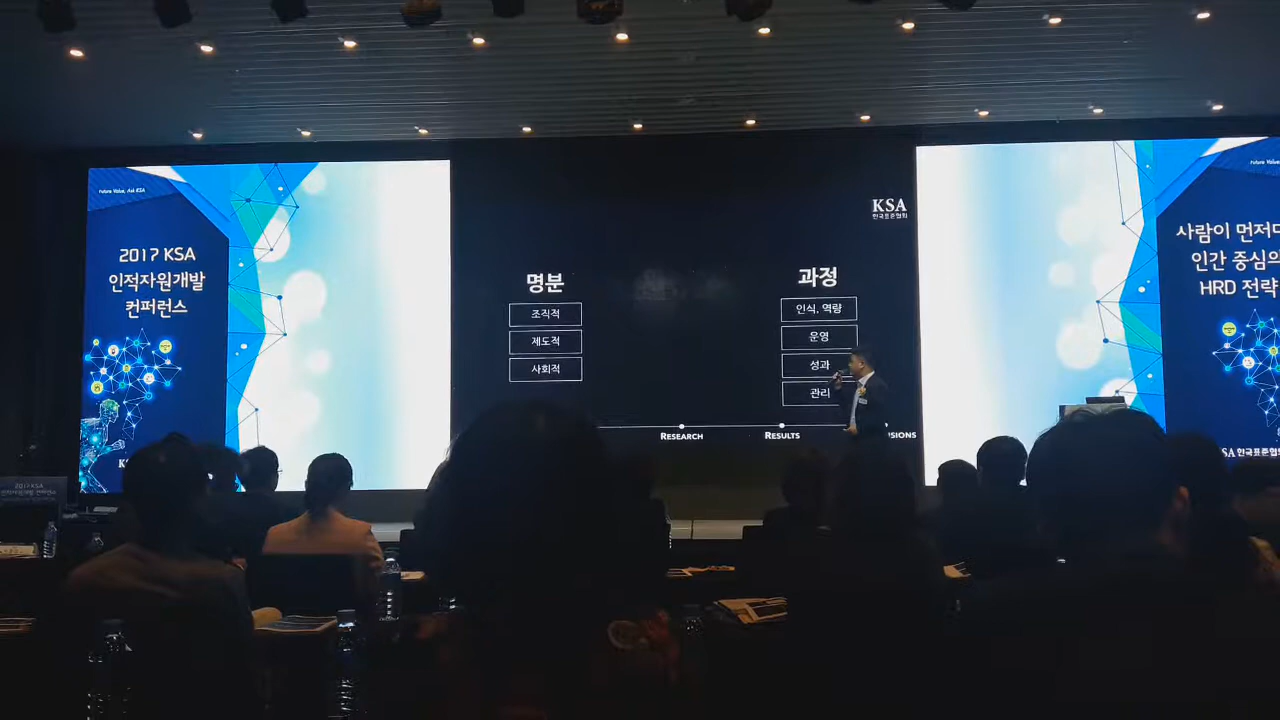 Future Value, Ask KSA
2017 KSA
인적자원개발
컨퍼런스
KSA
한국표준협회
명분
조직적
제도적
사회적
과정
인식, 역량
운영
성과
관리
RESEARCH
RESULTS
사람이 먼저다
인간 중심의
HRD 전략
KSA 한국표준협회
2017 KSA
인적자원개발 컨퍼런스